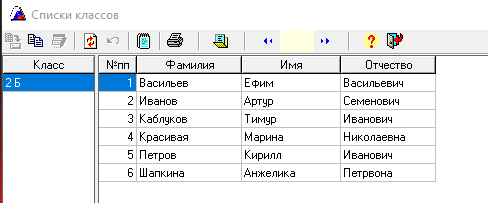 Списки классов
Класс №пп Фамилия Имя Отчество
2 Б 1 Васильев Ефим Васильевич
2 Иванов Артур Семенович
3 Каблуков Тимур Иванович
4 Красивая Марина Николаевна
5 Петров Кирилл Иванович
6 Шапкина Анжелика Петрвона